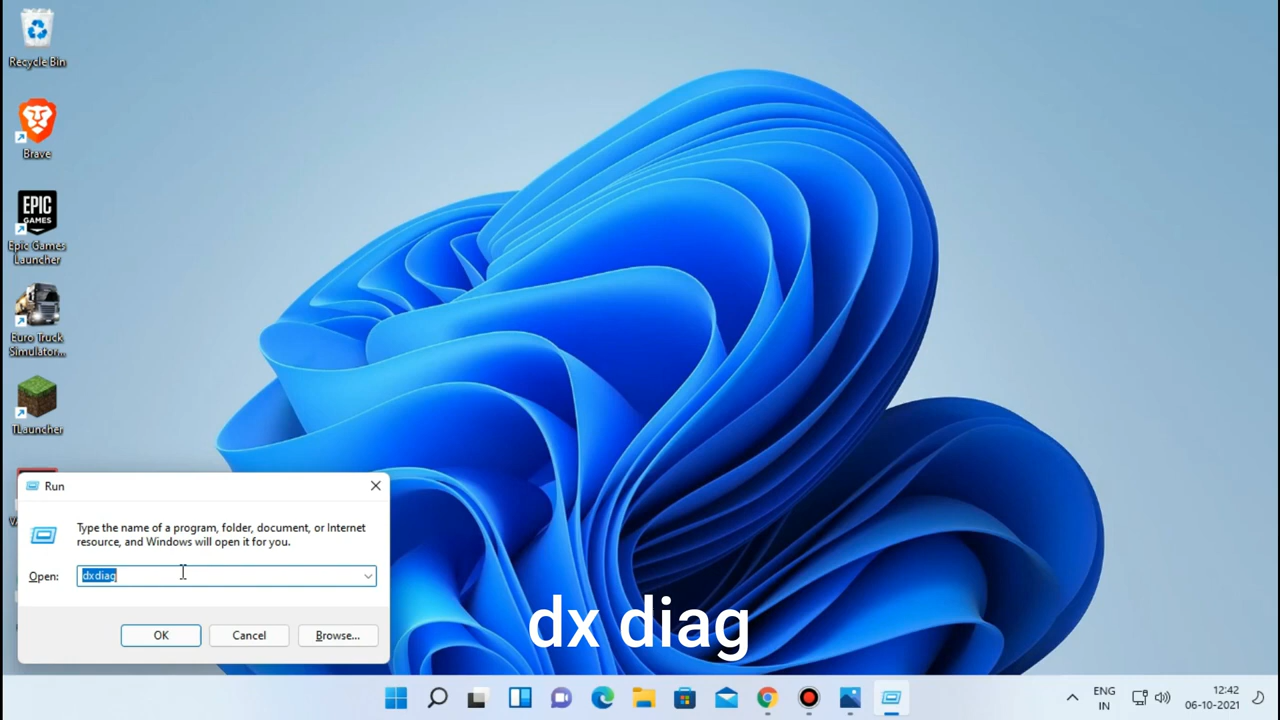 Recycle Bin
Brave
EPIC
GAMES
Epic Games
Launcher
Euro Truck
Simulator...
TLauncher
Run
Type the name of a program, folder, document, or Internet
resource, and Windows will open it for you.
Open:
dxdiag
OK
Cancel
Browse...
dx diag
ENG
IN
12:42
06-10-2021